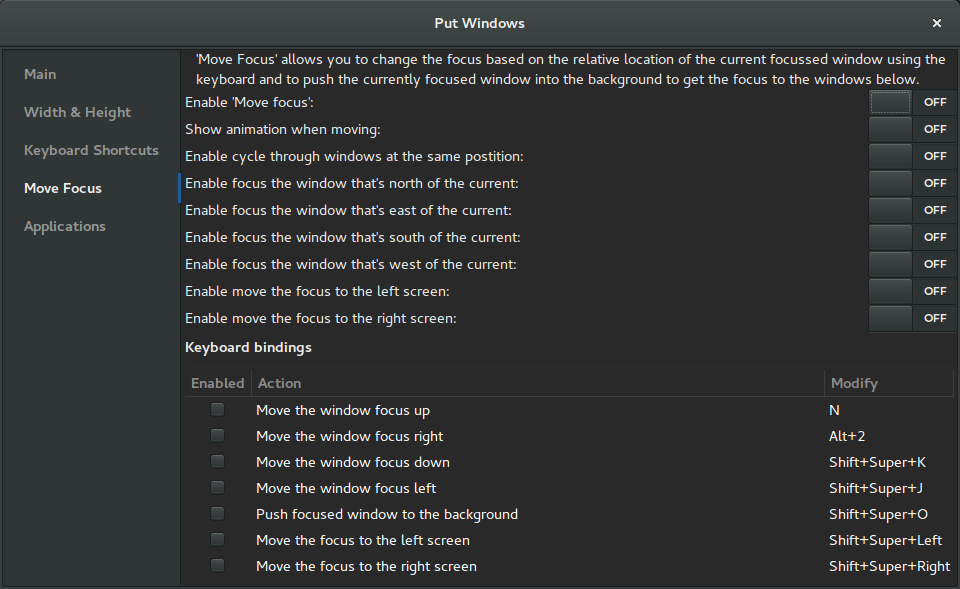 Put Windows
Main
Width & Height
Keyboard Shortcuts
Move Focus
Applications
'Move Focus' allows you to change the focus based on the relative location of the current focussed window using the
keyboard and to push the currently focused window into the background to get the focus to the windows below.
Enable 'Move focus': OFF
Show animation when moving: OFF
Enable cycle through windows at the same postition: OFF
Enable focus the window that's north of the current: OFF
Enable focus the window that's east of the current: OFF
Enable focus the window that's south of the current: OFF
Enable focus the window that's west of the current: OFF
Enable move the focus to the left screen: OFF
Enable move the focus to the right screen: OFF
Keyboard bindings
Enabled Action Modify
Move the window focus up N
Move the window focus right Alt+2
Move the window focus down Shift+Super+K
Move the window focus left Shift+Super+J
Push focused window to the background Shift+Super+O
Move the focus to the left screen Shift+Super+Left
Move the focus to the right screen Shift+Super+Right